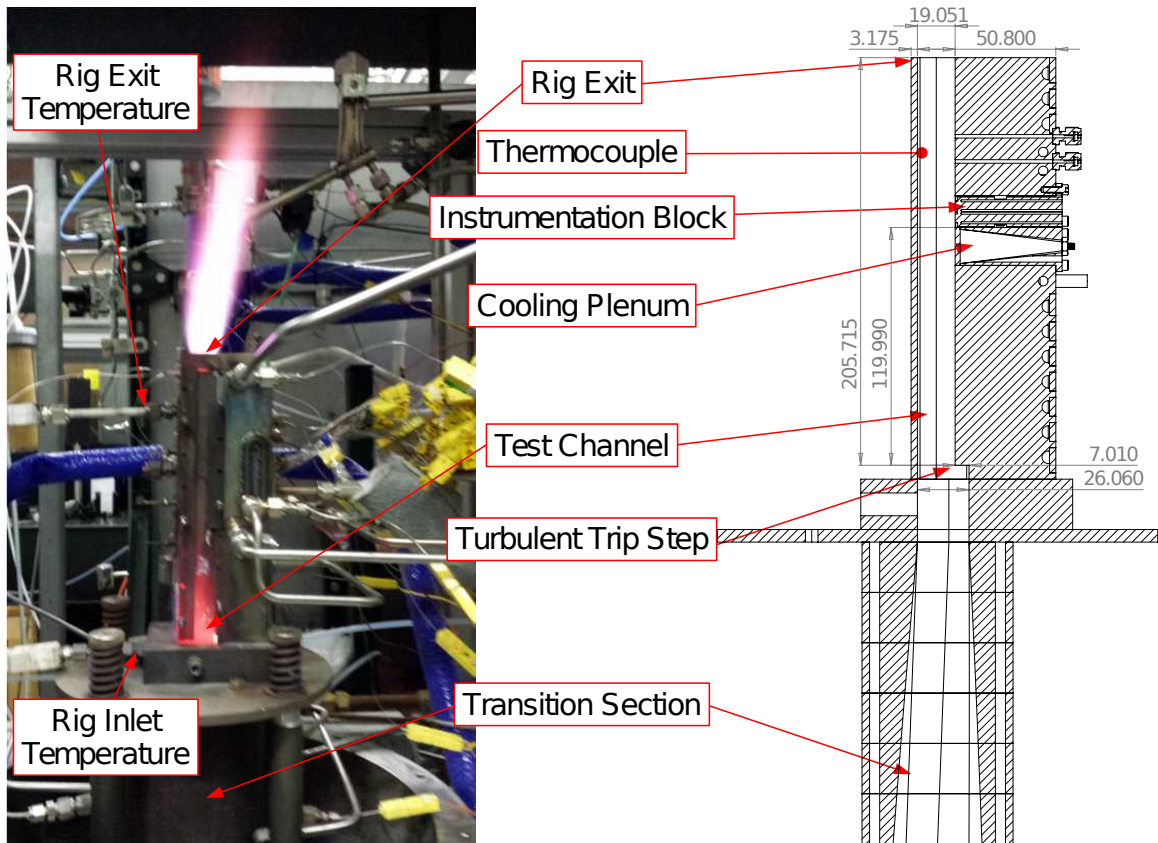 19.051
3.175
50.800
Rig Exit
Temperature
Rig Exit
Thermocouple
Instrumentation Block
Cooling Plenum
205.715
119.990
Test Channel
7.010
26.060
Turbulent Trip Step
Rig Inlet
Temperature
Transition Section